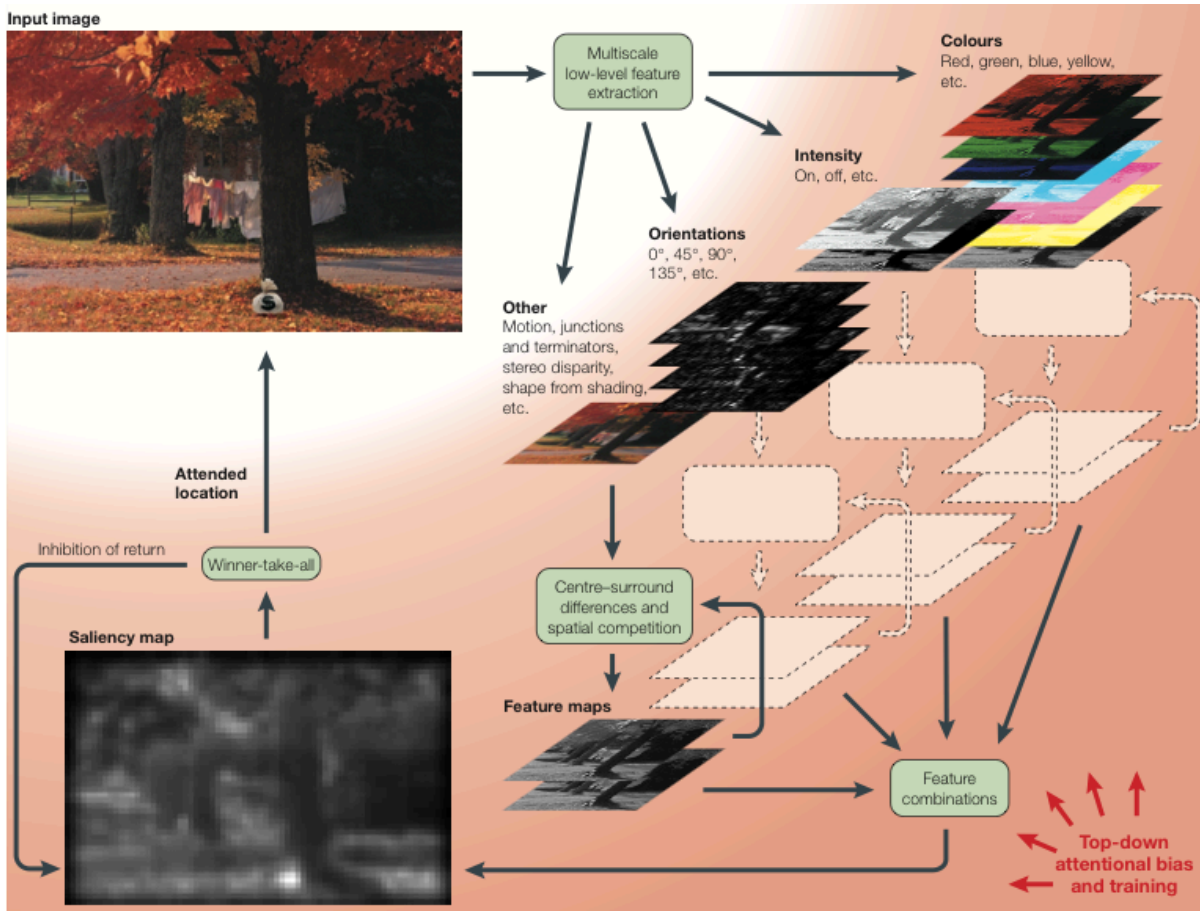 Input image
$
Multiscale
low-level feature
extraction
Colours
Red, green, blue, yellow,
etc.
Intensity
On, off, etc.
Orientations
0°, 45°, 90°,
135°, etc.
Other
Motion, junctions
and terminators,
stereo disparity,
shape from shading,
etc.
Attended
location
Inhibition of return
Winner-take-all
Centre–surround
differences and
spatial competition
Saliency map
Feature maps
Feature
combinations
Top-down
attentional bias
and training